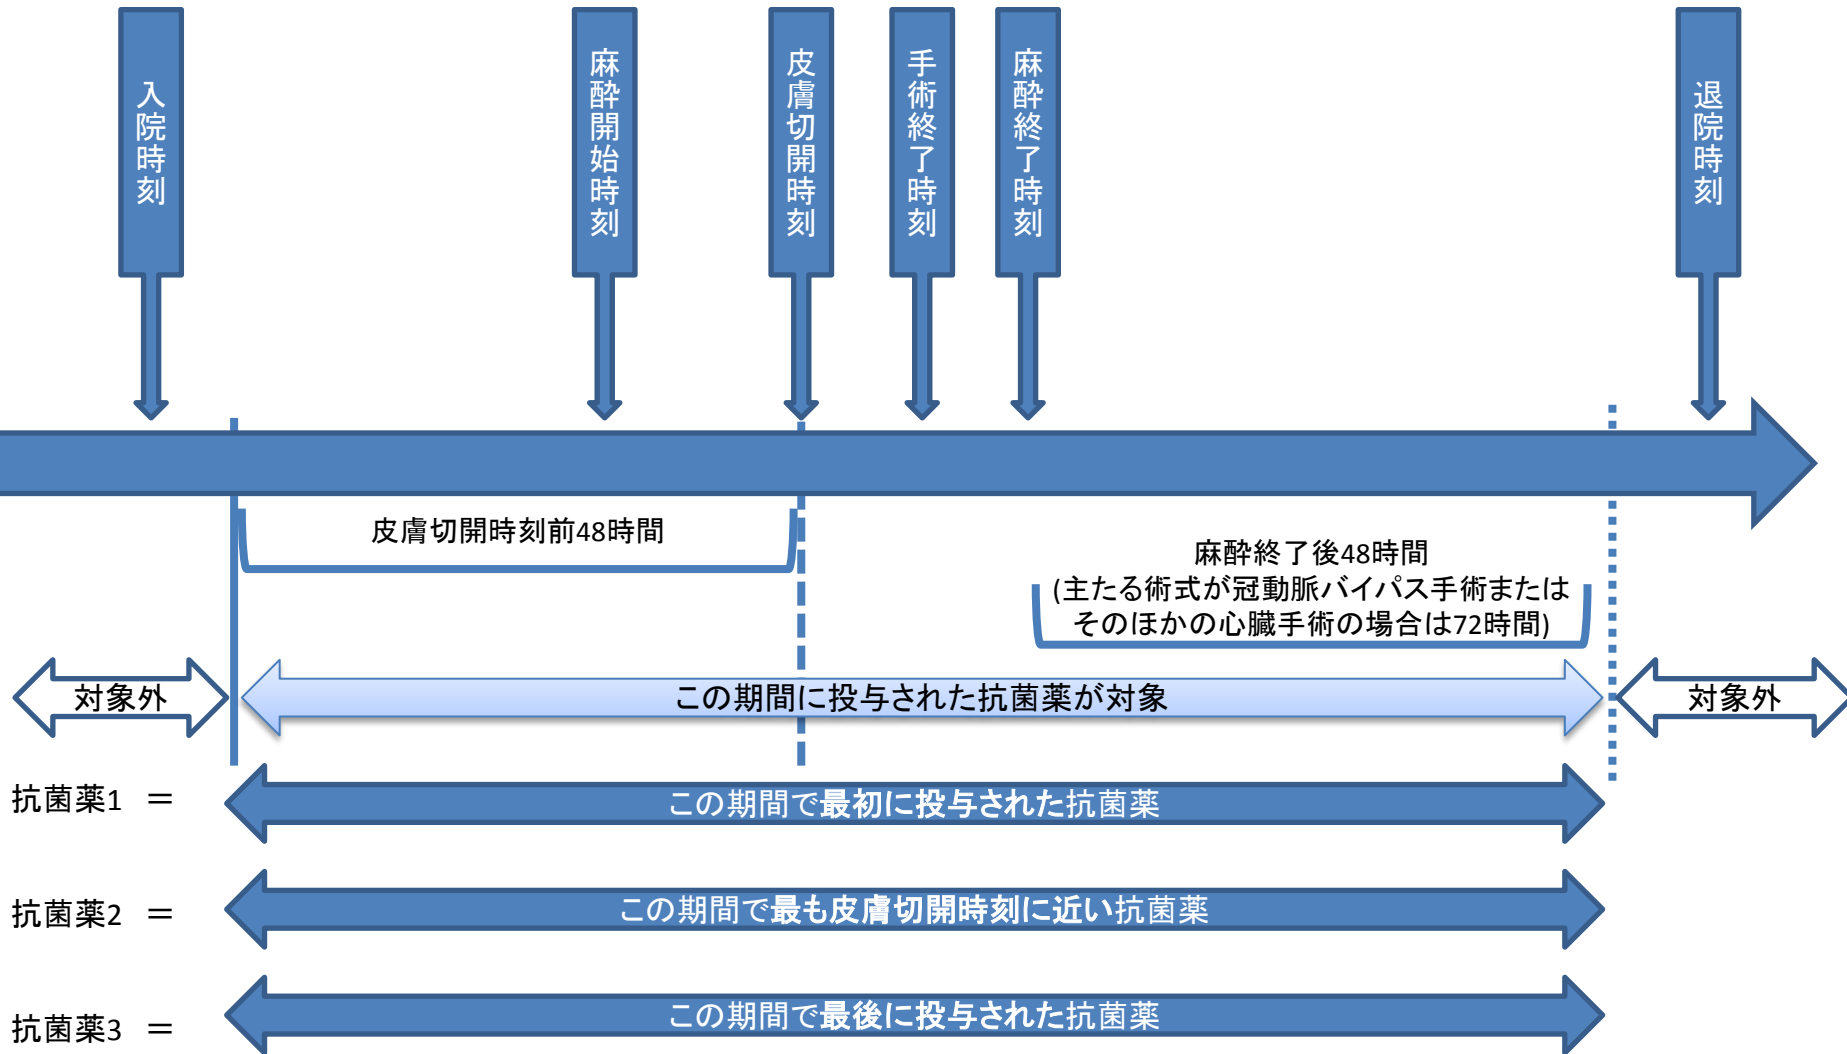 入院時刻
麻酔開始時刻
皮膚切開時刻
手術終了時刻
麻酔終了時刻
退院時刻
皮膚切開時刻前48時間
麻酔終了後48時間
(主たる術式が冠動脈バイパス手術または
そのほかの心臓手術の場合は72時間)
対象外
この期間に投与された抗菌薬が対象
対象外
抗菌薬1 ＝
この期間で最初に投与された抗菌薬
抗菌薬2 ＝
この期間で最も皮膚切開時刻に近い抗菌薬
抗菌薬3 ＝
この期間で最後に投与された抗菌薬